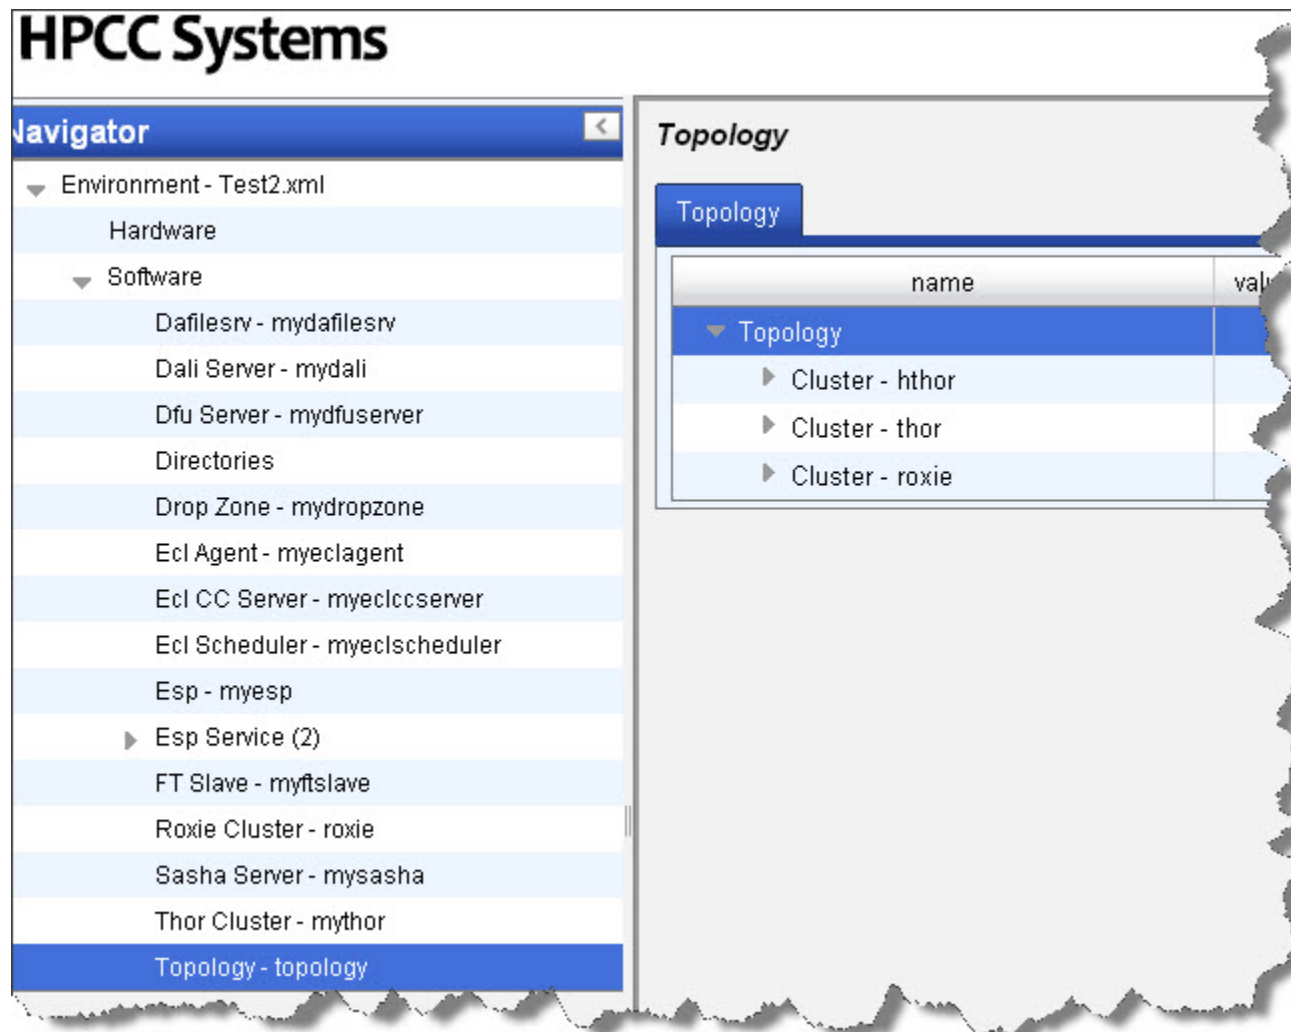 HPCC Systems
Navigator
Environment - Test2.xml
Hardware
Software
Dafilesrv - mydafilesrv
Dali Server - mydali
Dfu Server - mydfuserver
Directories
Drop Zone - mydropzone
Ecl Agent - myeclagent
Ecl CC Server - myeclccserver
Ecl Scheduler - myeclscheduler
Esp - myesp
Esp Service (2)
FT Slave - myftslave
Roxie Cluster - roxie
Sasha Server - mysasha
Thor Cluster - mythor
Topology - topology
Topology
Topology
name
Topology
Cluster - hthor
Cluster - thor
Cluster - roxie